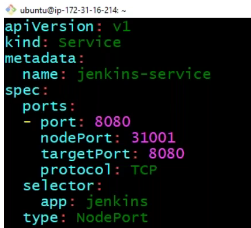 ubuntu@ip-172-31-16-214: ~
apiVersion: v1
kind: Service
metadata:
  name: jenkins-service
spec:
  ports:
  - port: 8080
    nodePort: 31001
    targetPort: 8080
    protocol: TCP
  selector:
    app: jenkins
  type: NodePort